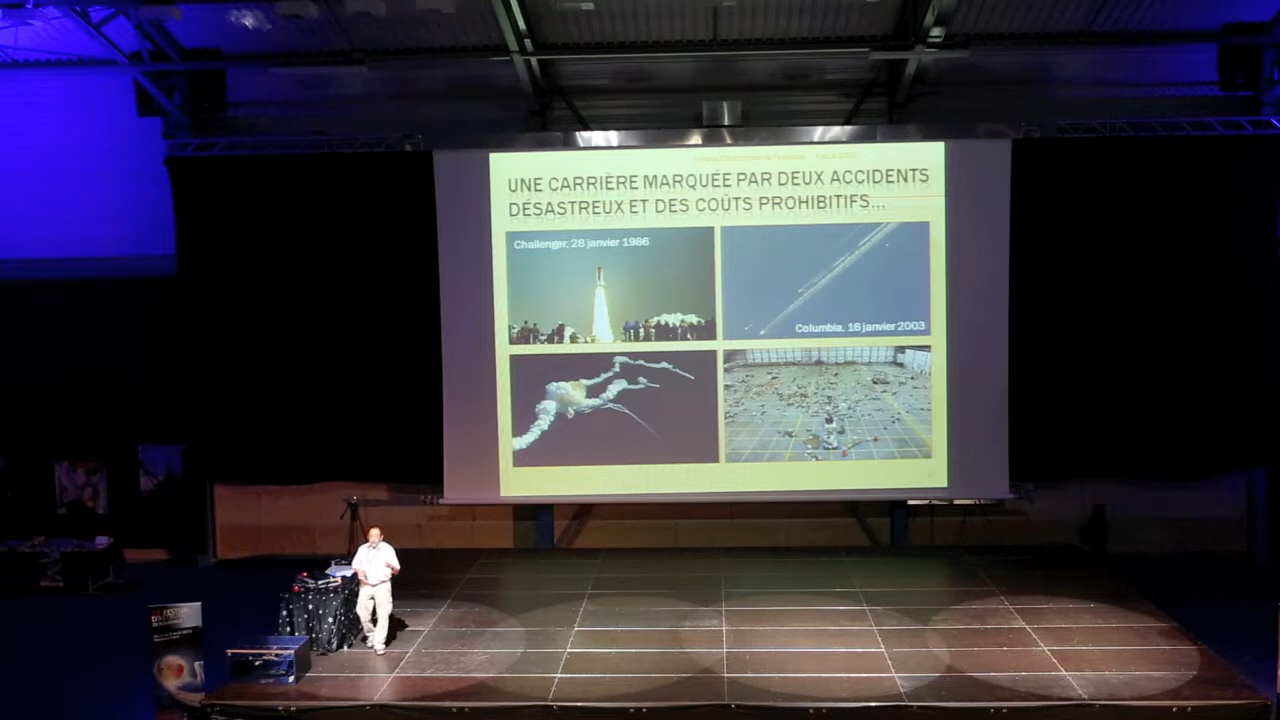 UNE CARRIÈRE MARQUÉE PAR DEUX ACCIDENTS
DÉSASTREUX ET DES COÛTS PROHIBITIFS...
Challenger, 28 janvier 1986
Columbia, 16 janvier 2003
FESTIVAL